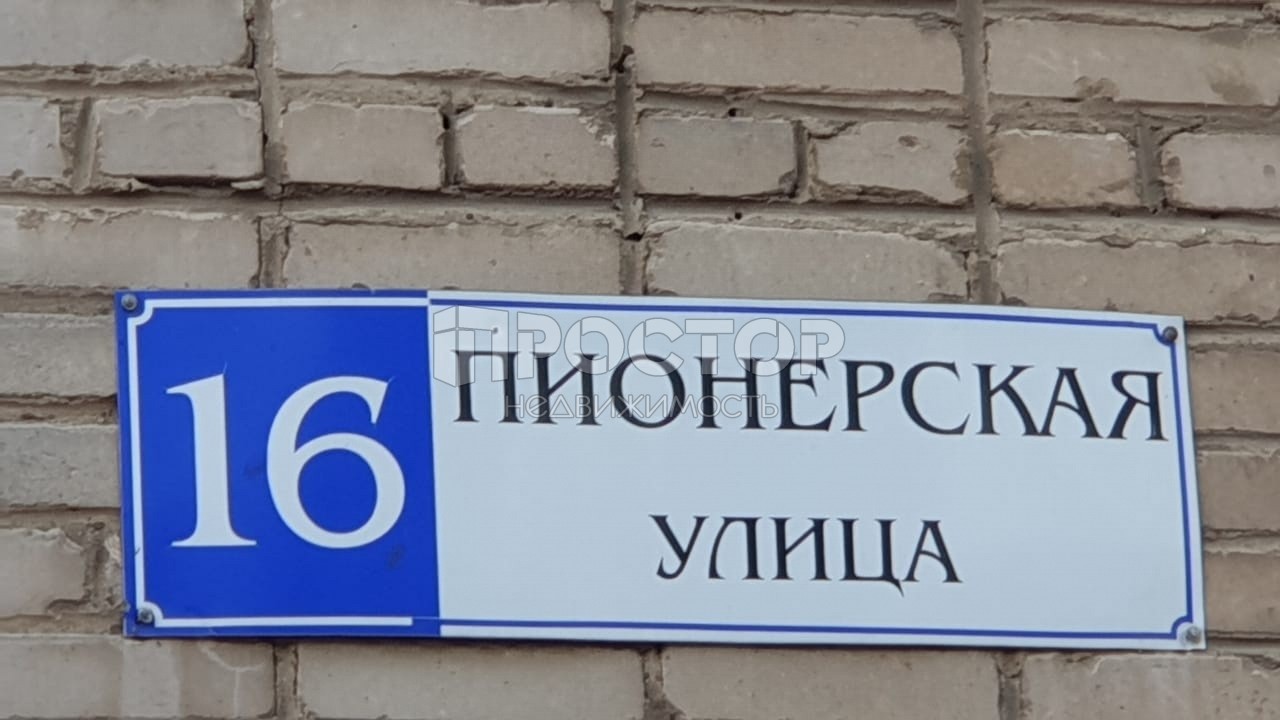 16
ПРОСТОР
недвижимость
ПИОНЕРСКАЯ
УЛИЦА